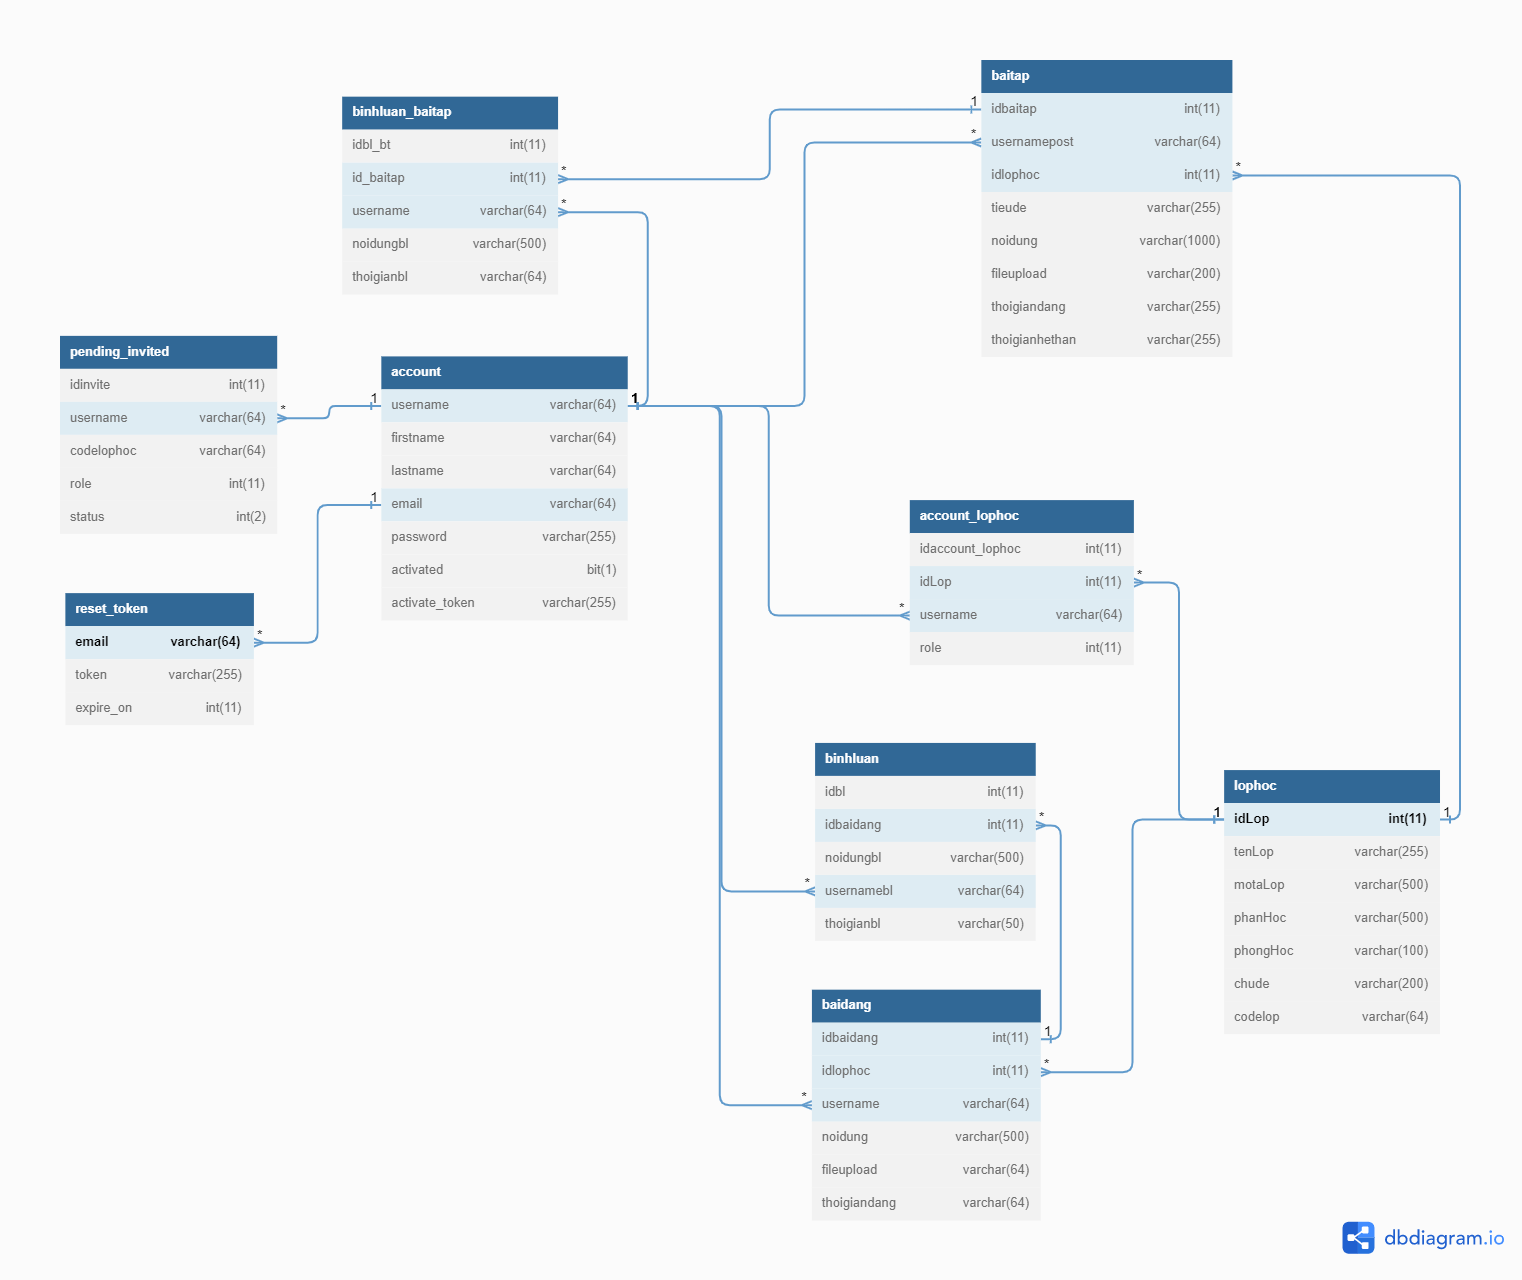 binhluan_baitap
idbl_bt int(11)
id_baitap int(11)
username varchar(64)
noidungbl varchar(500)
thoigianbl varchar(64)
*
*
baitap
idbaitap int(11)
usernamepost varchar(64)
idlophoc int(11)
tieude varchar(255)
noidung varchar(1000)
fileupload varchar(200)
thoigiandang varchar(255)
thoigianhethan varchar(255)
1
*
*
pending_invited
idinvite int(11)
username varchar(64)
codelophoc varchar(64)
role int(11)
status int(2)
*
account
username varchar(64)
firstname varchar(64)
lastname varchar(64)
email varchar(64)
password varchar(255)
activated bit(1)
activate_token varchar(255)
1
1
1
reset_token
email varchar(64)
token varchar(255)
expire_on int(11)
*
account_lophoc
idaccount_lophoc int(11)
idLop int(11)
username varchar(64)
role int(11)
*
*
binhluan
idbl int(11)
idbaidang int(11)
noidungbl varchar(500)
usernamebl varchar(64)
thoigianbl varchar(50)
*
*
lophoc
idLop int(11)
tenLop varchar(255)
motaLop varchar(500)
phanHoc varchar(500)
phongHoc varchar(100)
chude varchar(200)
codelop varchar(64)
1
1
baidang
idbaidang int(11)
idlophoc int(11)
username varchar(64)
noidung varchar(500)
fileupload varchar(64)
thoigiandang varchar(64)
1
*
*
dbdiagram.io